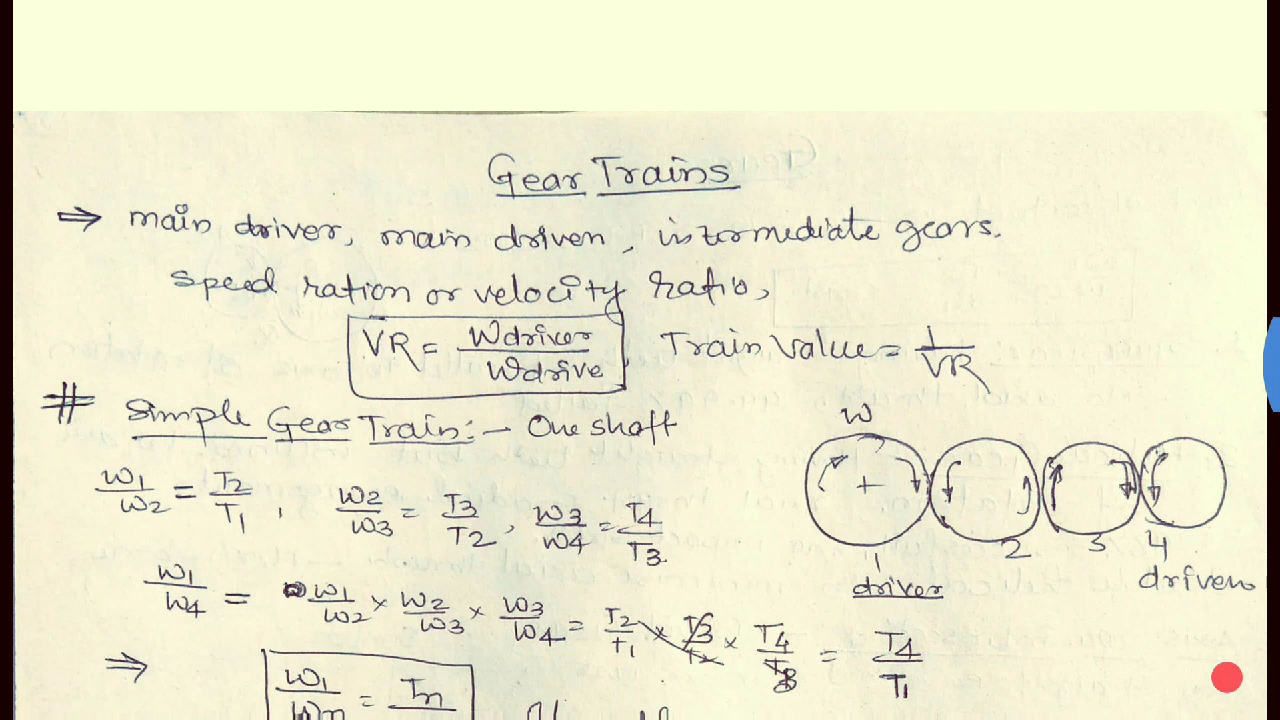 Gear Trains
⇒ main driver, main driven, intermediate gears.
speed ration or velocity ratio,
VR = Wdriver / Wdrive Train Value = 1 / VR
# Simple Gear Train:- One shaft
ω1/ω2 = T2/T1, ω2/ω3 = T3/T2, ω3/ω4 = T4/T3
w
+
1 2 3 4
driver driven
ω1/ω4 = ω1/ω2 × ω2/ω3 × ω3/ω4 = T2/T1 × T3/T2 × T4/T3 = T4/T1
⇒ ω1/ωn = Tn